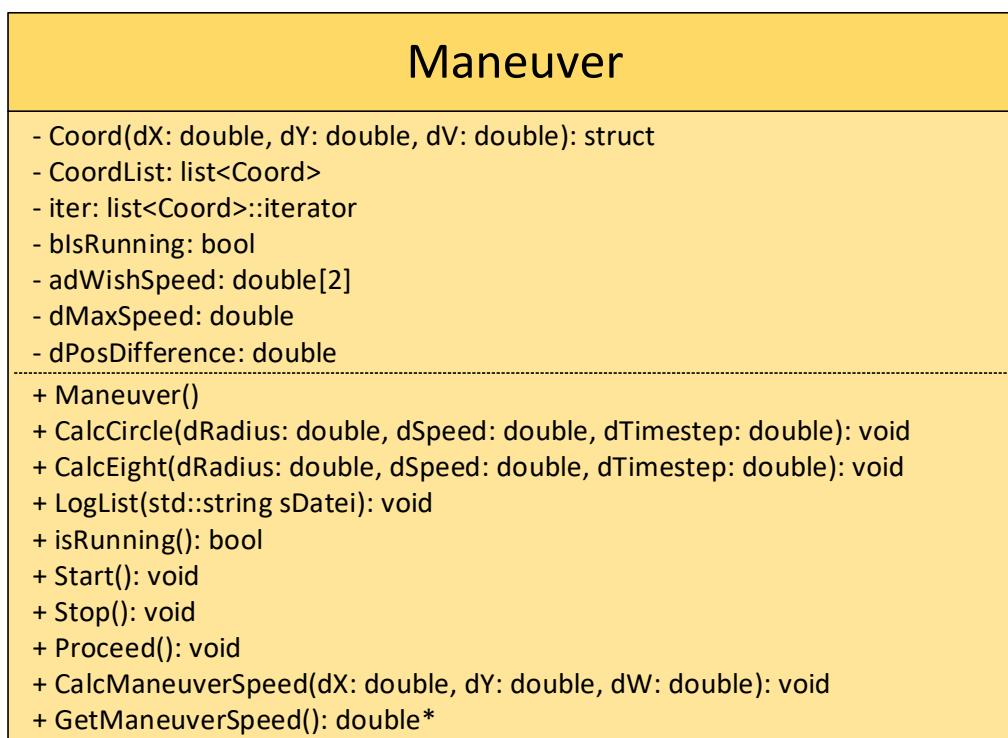 Maneuver
- Coord(dX: double, dY: double, dV: double): struct
- CoordList: list<Coord>
- iter: list<Coord>::iterator
- bIsRunning: bool
- adWishSpeed: double[2]
- dMaxSpeed: double
- dPosDifference: double
+ Maneuver()
+ CalcCircle(dRadius: double, dSpeed: double, dTimestep: double): void
+ CalcEight(dRadius: double, dSpeed: double, dTimestep: double): void
+ LogList(std::string sDatei): void
+ isRunning(): bool
+ Start(): void
+ Stop(): void
+ Proceed(): void
+ CalcManeuverSpeed(dX: double, dY: double, dW: double): void
+ GetManeuverSpeed(): double*